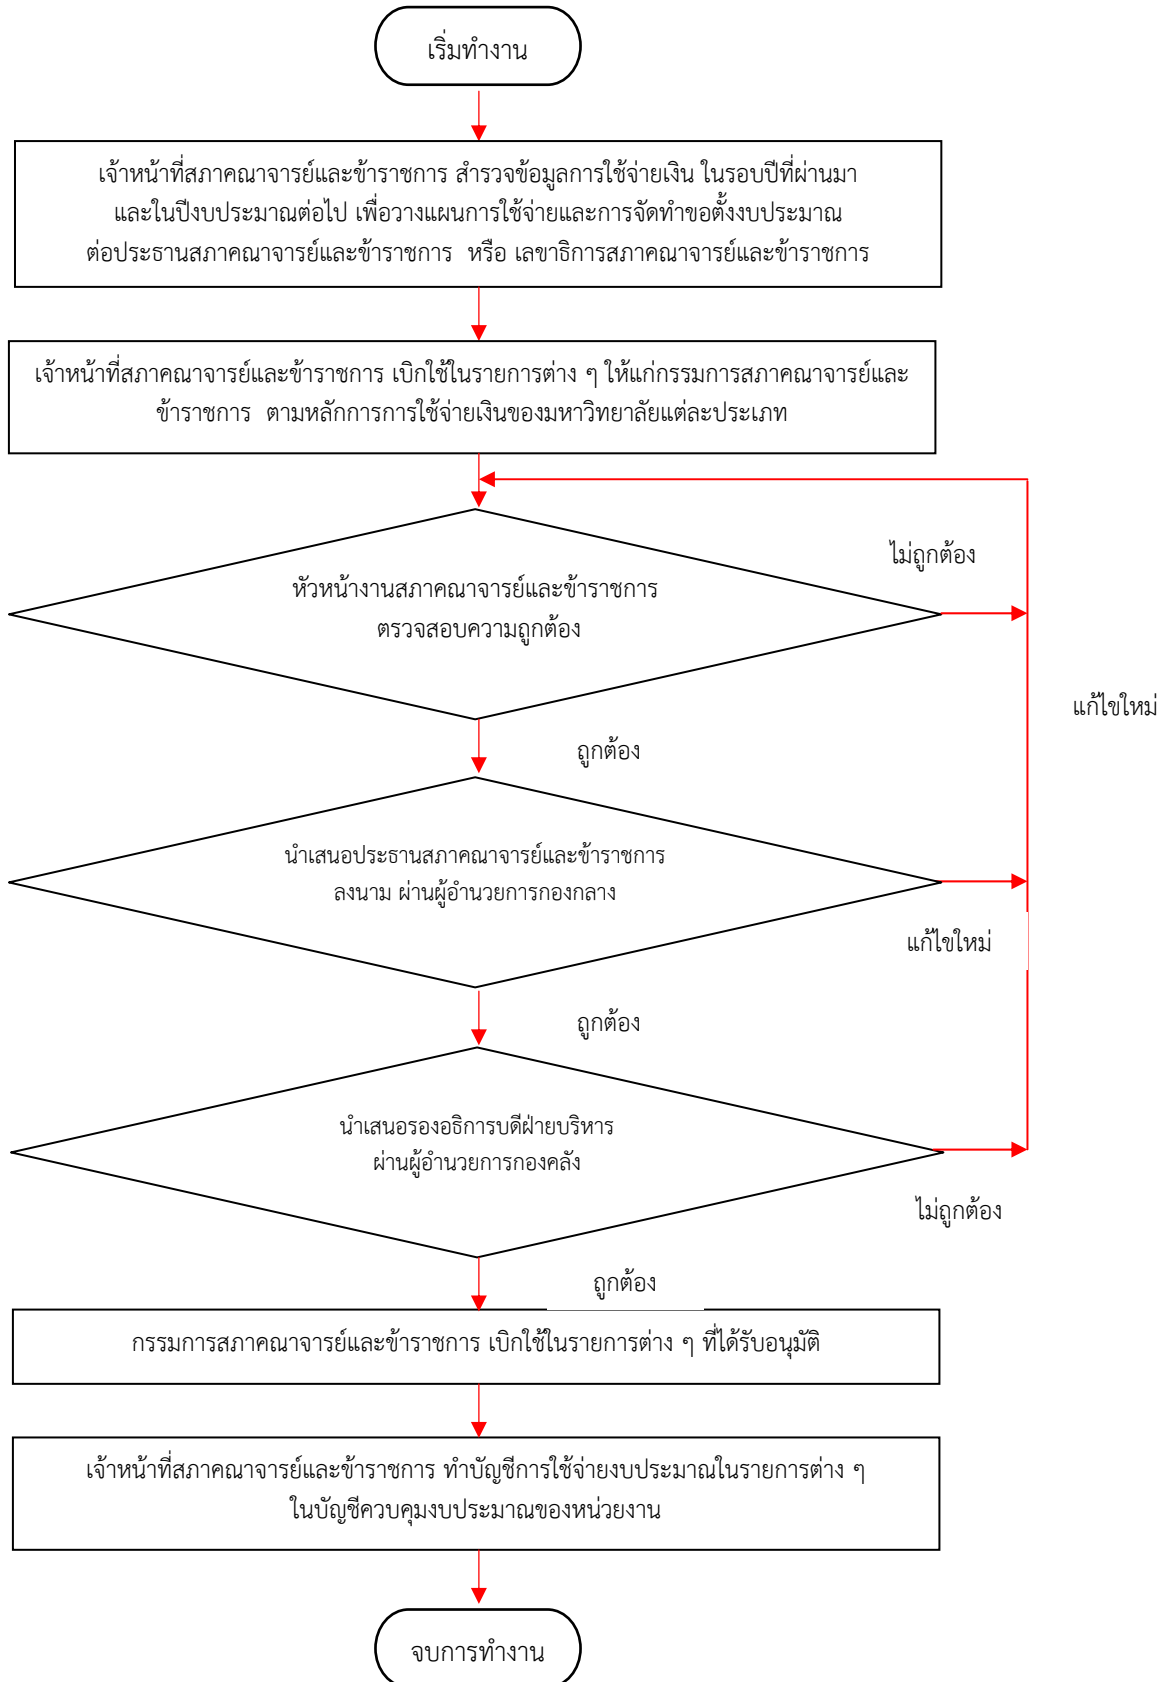 เริ่มทำงาน
เจ้าหน้าที่สภาคณาจารย์และข้าราชการ สำรวจข้อมูลการใช้จ่ายเงิน ในรอบปีที่ผ่านมา
และในปีงบประมาณต่อไป เพื่อวางแผนการใช้จ่ายและการจัดทำขอตั้งงบประมาณ
ต่อประธานสภาคณาจารย์และข้าราชการ หรือ เลขาธิการสภาคณาจารย์และข้าราชการ
เจ้าหน้าที่สภาคณาจารย์และข้าราชการ เบิกใช้ในรายการต่าง ๆ ให้แก่กรรมการสภาคณาจารย์และ
ข้าราชการ ตามหลักการการใช้จ่ายเงินของมหาวิทยาลัยแต่ละประเภท
ไม่ถูกต้อง
หัวหน้างานสภาคณาจารย์และข้าราชการ
ตรวจสอบความถูกต้อง
แก้ไขใหม่
ถูกต้อง
นำเสนอประธานสภาคณาจารย์และข้าราชการ
ลงนาม ผ่านผู้อำนวยการกองกลาง
แก้ไขใหม่
ถูกต้อง
นำเสนอรองอธิการบดีฝ่ายบริหาร
ผ่านผู้อำนวยการกองคลัง
ไม่ถูกต้อง
ถูกต้อง
กรรมการสภาคณาจารย์และข้าราชการ เบิกใช้ในรายการต่าง ๆ ที่ได้รับอนุมัติ
เจ้าหน้าที่สภาคณาจารย์และข้าราชการ ทำบัญชีการใช้จ่ายงบประมาณในรายการต่าง ๆ
ในบัญชีควบคุมงบประมาณของหน่วยงาน
จบการทำงาน